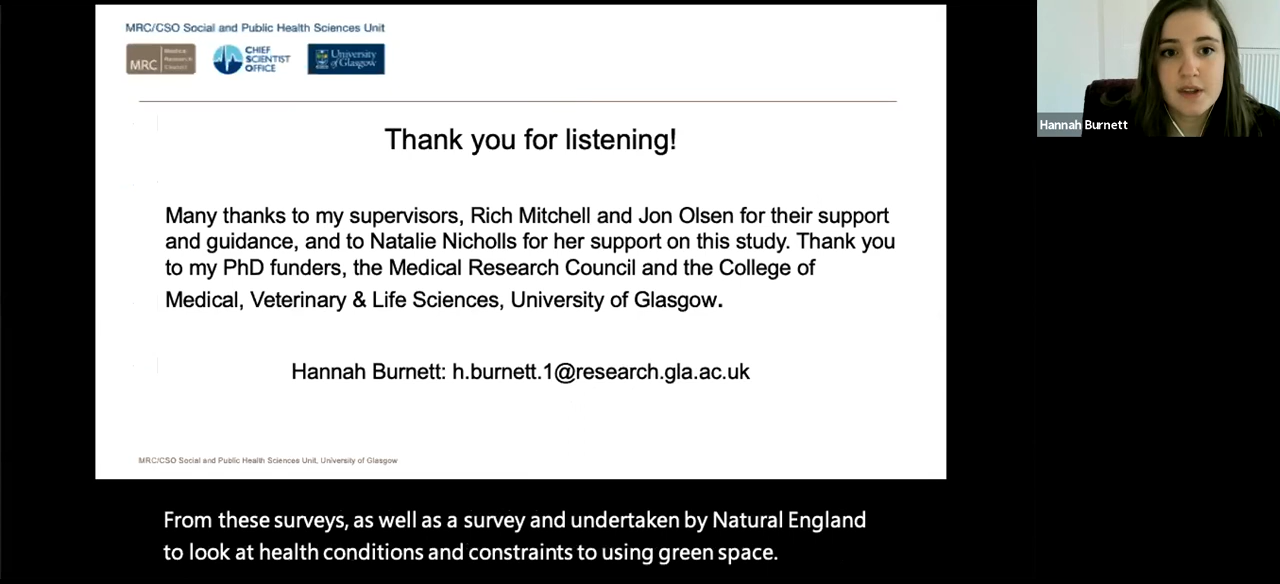 MRC/CSO Social and Public Health Sciences Unit
MRC
Medical
Research
Council
CHIEF
SCIENTIST
OFFICE
University
of Glasgow
Thank you for listening!
Many thanks to my supervisors, Rich Mitchell and Jon Olsen for their support
and guidance, and to Natalie Nicholls for her support on this study. Thank you
to my PhD funders, the Medical Research Council and the College of
Medical, Veterinary & Life Sciences, University of Glasgow.
Hannah Burnett: h.burnett.1@research.gla.ac.uk
MRC/CSO Social and Public Health Sciences Unit, University of Glasgow
Hannah Burnett
From these surveys, as well as a survey and undertaken by Natural England
to look at health conditions and constraints to using green space.